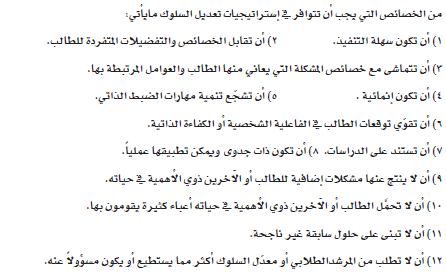 من الخصائص التي يجب أن تتوافر في إستراتيجيات تعديل السلوك مايأتي:
١) أن تكون سهلة التنفيذ. ٢) أن تقابل الخصائص والتفضيلات المتفردة للطالب.
٣) أن تتماشى مع خصائص المشكلة التي يعاني منها الطالب والعوامل المرتبطة بها.
٤) أن تكون إنمائية . ٥) أن تشجّع تنمية مهارات الضبط الذاتي.
٦) أن تقوّي توقعات الطالب في الفاعلية الشخصية أو الكفاءة الذاتية.
٧) أن تستند على الدراسات. ٨) أن تكون ذات جدوى ويمكن تطبيقها عملياً.
٩) أن لا ينتج عنها مشكلات إضافية للطالب أو الآخرين ذوي الأهمية في حياته.
١٠) أن لا تحمّل الطالب أو الآخرين ذوي الأهمية في حياته أعباء كثيرة يقومون بها.
١١) أن لا تبنى على حلول سابقة غير ناجحة.
١٢) أن لا تطلب من المرشدالطلابي أو معدّل السلوك أكثر مما يستطيع أو يكون مسؤولاً عنه.